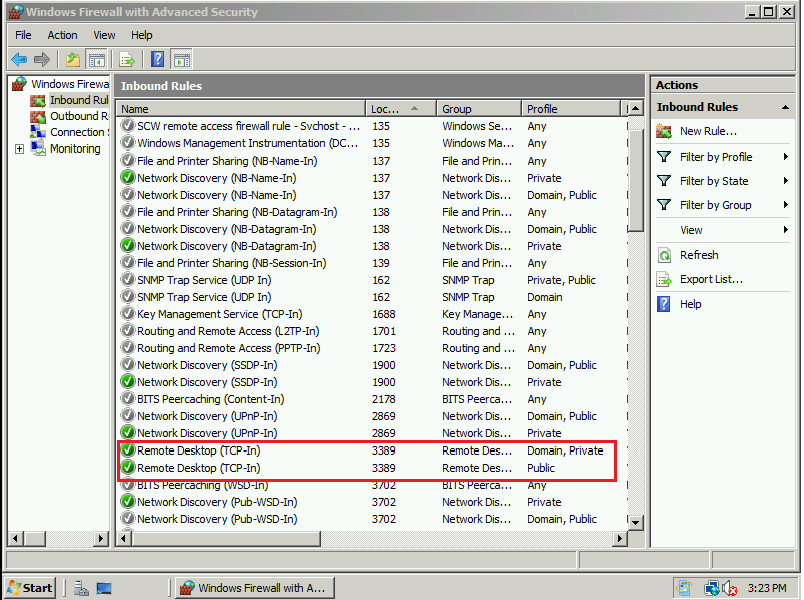 Windows Firewall with Advanced Security
File Action View Help
Windows Firewa
Inbound Rul
Outbound R
Connection
Monitoring
Inbound Rules
Name Loc... Group Profile
SCW remote access firewall rule - Svchost - ... 135 Windows Se... Any
Windows Management Instrumentation (DC... 135 Windows Ma... Any
File and Printer Sharing (NB-Name-In) 137 File and Prin... Any
Network Discovery (NB-Name-In) 137 Network Dis... Private
Network Discovery (NB-Name-In) 137 Network Dis... Domain, Public
File and Printer Sharing (NB-Datagram-In) 138 File and Prin... Any
Network Discovery (NB-Datagram-In) 138 Network Dis... Domain, Public
Network Discovery (NB-Datagram-In) 138 Network Dis... Private
File and Printer Sharing (NB-Session-In) 139 File and Prin... Any
SNMP Trap Service (UDP In) 162 SNMP Trap Private, Public
SNMP Trap Service (UDP In) 162 SNMP Trap Domain
Key Management Service (TCP-In) 1688 Key Manage... Any
Routing and Remote Access (L2TP-In) 1701 Routing and ... Any
Routing and Remote Access (PPTP-In) 1723 Routing and ... Any
Network Discovery (SSDP-In) 1900 Network Dis... Domain, Public
Network Discovery (SSDP-In) 1900 Network Dis... Private
BITS Peercaching (Content-In) 2178 BITS Peerca... Any
Network Discovery (UPnP-In) 2869 Network Dis... Domain, Public
Network Discovery (UPnP-In) 2869 Network Dis... Private
Remote Desktop (TCP-In) 3389 Remote Des... Domain, Private
Remote Desktop (TCP-In) 3389 Remote Des... Public
BITS Peercaching (WSD-In) 3702 BITS Peerca... Any
Network Discovery (Pub-WSD-In) 3702 Network Dis... Private
Network Discovery (Pub-WSD-In) 3702 Network Dis... Domain, Public
Actions
Inbound Rules
New Rule...
Filter by Profile
Filter by State
Filter by Group
View
Refresh
Export List...
Help
Start Windows Firewall with A... 3:23 PM